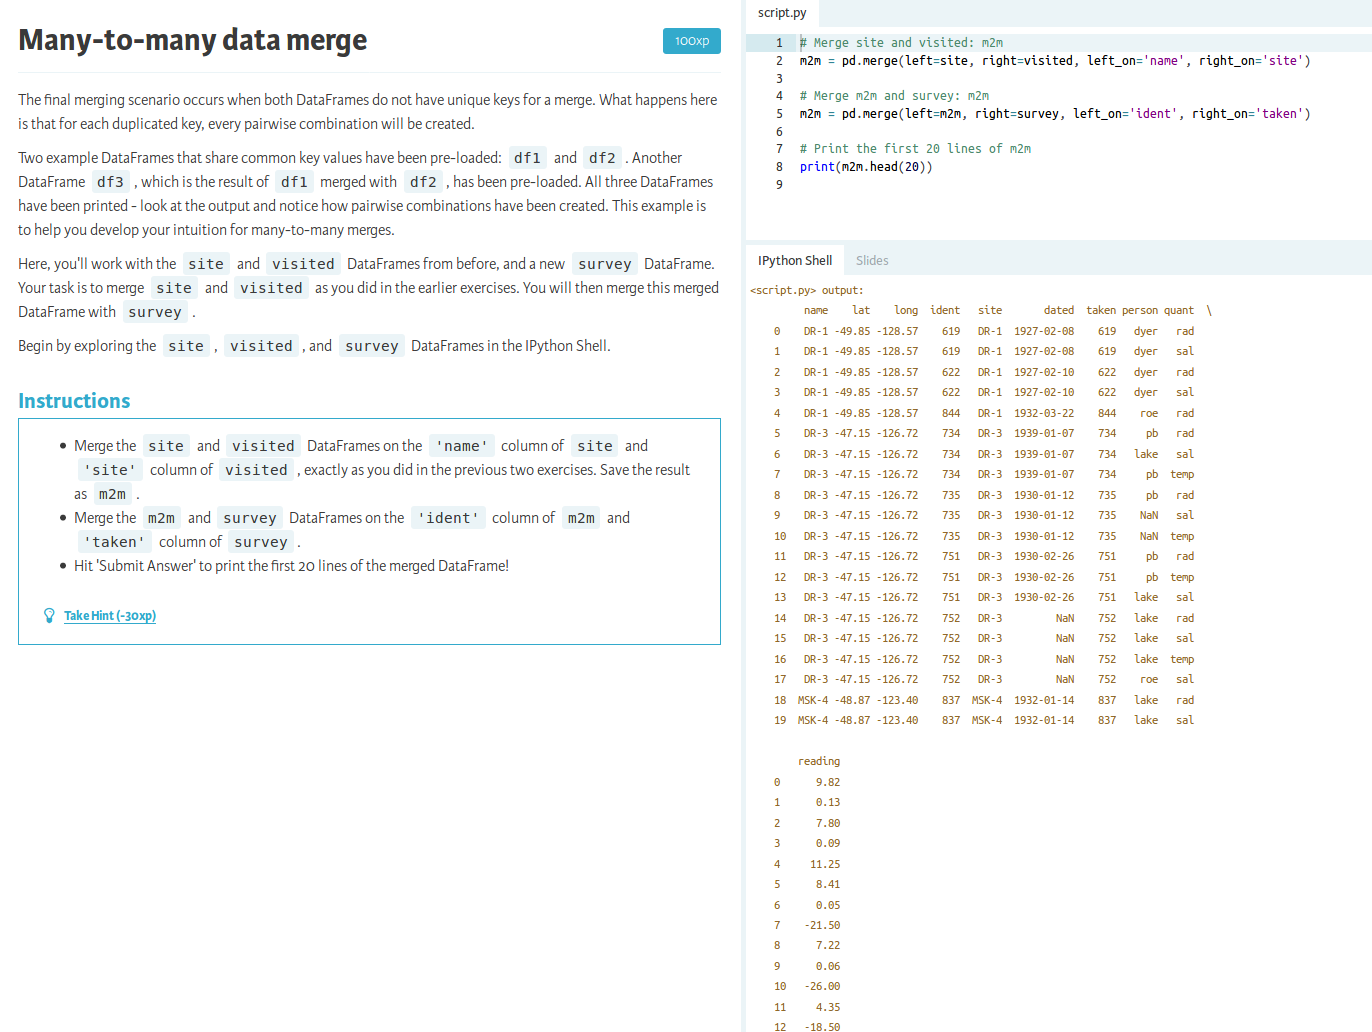 Many-to-many data merge
100xp
The final merging scenario occurs when both DataFrames do not have unique keys for a merge. What happens here
is that for each duplicated key, every pairwise combination will be created.
Two example DataFrames that share common key values have been pre-loaded: df1 and df2 . Another
DataFrame df3 , which is the result of df1 merged with df2 , has been pre-loaded. All three DataFrames
have been printed - look at the output and notice how pairwise combinations have been created. This example is
to help you develop your intuition for many-to-many merges.
Here, you'll work with the site and visited DataFrames from before, and a new survey DataFrame.
Your task is to merge site and visited as you did in the earlier exercises. You will then merge this merged
DataFrame with survey .
Begin by exploring the site , visited , and survey DataFrames in the IPython Shell.
Instructions
• Merge the site and visited DataFrames on the 'name' column of site and
'site' column of visited , exactly as you did in the previous two exercises. Save the result
as m2m .
• Merge the m2m and survey DataFrames on the 'ident' column of m2m and
'taken' column of survey .
• Hit 'Submit Answer' to print the first 20 lines of the merged DataFrame!
Take Hint (-30xp)
script.py
1 # Merge site and visited: m2m
2 m2m = pd.merge(left=site, right=visited, left_on='name', right_on='site')
3
4 # Merge m2m and survey: m2m
5 m2m = pd.merge(left=m2m, right=survey, left_on='ident', right_on='taken')
6
7 # Print the first 20 lines of m2m
8 print(m2m.head(20))
9
IPython Shell Slides
<script.py> output:
name lat long ident site dated taken person quant \
0 DR-1 -49.85 -128.57 619 DR-1 1927-02-08 619 dyer rad
1 DR-1 -49.85 -128.57 619 DR-1 1927-02-08 619 dyer sal
2 DR-1 -49.85 -128.57 622 DR-1 1927-02-10 622 dyer rad
3 DR-1 -49.85 -128.57 622 DR-1 1927-02-10 622 dyer sal
4 DR-1 -49.85 -128.57 844 DR-1 1932-03-22 844 roe rad
5 DR-3 -47.15 -126.72 734 DR-3 1939-01-07 734 pb rad
6 DR-3 -47.15 -126.72 734 DR-3 1939-01-07 734 lake sal
7 DR-3 -47.15 -126.72 734 DR-3 1939-01-07 734 pb temp
8 DR-3 -47.15 -126.72 735 DR-3 1930-01-12 735 pb rad
9 DR-3 -47.15 -126.72 735 DR-3 1930-01-12 735 NaN sal
10 DR-3 -47.15 -126.72 735 DR-3 1930-01-12 735 NaN temp
11 DR-3 -47.15 -126.72 751 DR-3 1930-02-26 751 pb rad
12 DR-3 -47.15 -126.72 751 DR-3 1930-02-26 751 pb temp
13 DR-3 -47.15 -126.72 751 DR-3 1930-02-26 751 lake sal
14 DR-3 -47.15 -126.72 752 DR-3 NaN 752 lake rad
15 DR-3 -47.15 -126.72 752 DR-3 NaN 752 lake sal
16 DR-3 -47.15 -126.72 752 DR-3 NaN 752 lake temp
17 DR-3 -47.15 -126.72 752 DR-3 NaN 752 roe sal
18 MSK-4 -48.87 -123.40 837 MSK-4 1932-01-14 837 lake rad
19 MSK-4 -48.87 -123.40 837 MSK-4 1932-01-14 837 lake sal
reading
0 9.82
1 0.13
2 7.80
3 0.09
4 11.25
5 8.41
6 0.05
7 -21.50
8 7.22
9 0.06
10 -26.00
11 4.35
12 -18.50